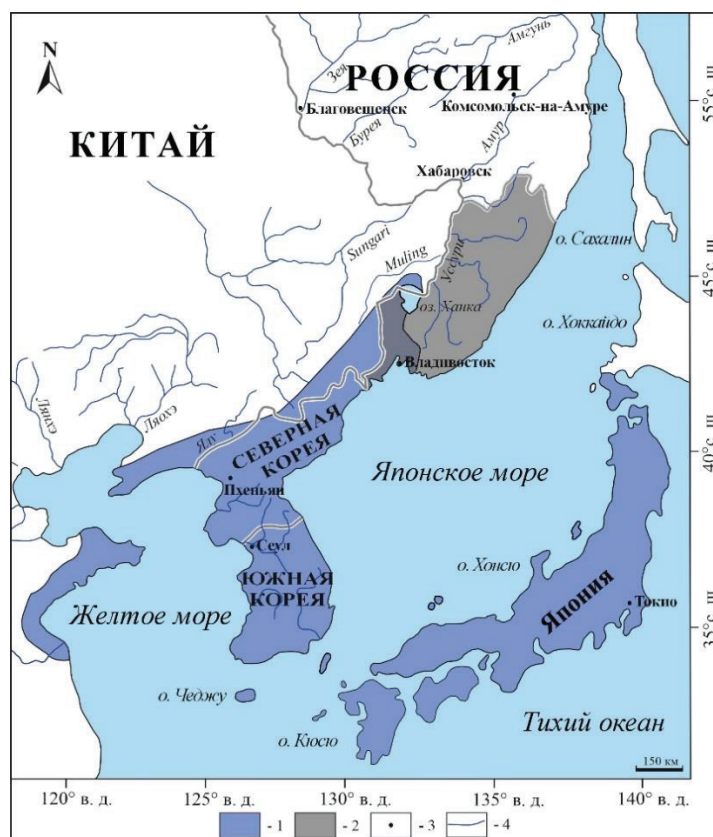 N
Амгунь
Зея
РОССИЯ
55° с. ш.
Благовещенск
Комсомольск-на-Амуре
Бурея
Амур
КИТАЙ
Хабаровск
Sungari
Muling
Уссури
о. Сахалин
45° с. ш.
оз. Ханка
о. Хоккайдо
Владивосток
Ляохэ
Ялу
СЕВЕРНАЯ
КОРЕЯ
40° с. ш.
Японское море
Пхеньян
Сеул
о. Хонсю
ЮЖНАЯ
КОРЕЯ
Япония
Токио
Желтое море
35° с. ш.
о. Чеджу
Тихий океан
о. Кюсю
150 км
120° в. д.
125° в. д.
130° в. д.
135° в. д.
140° в. д.
- 1
- 2
- 3
- 4